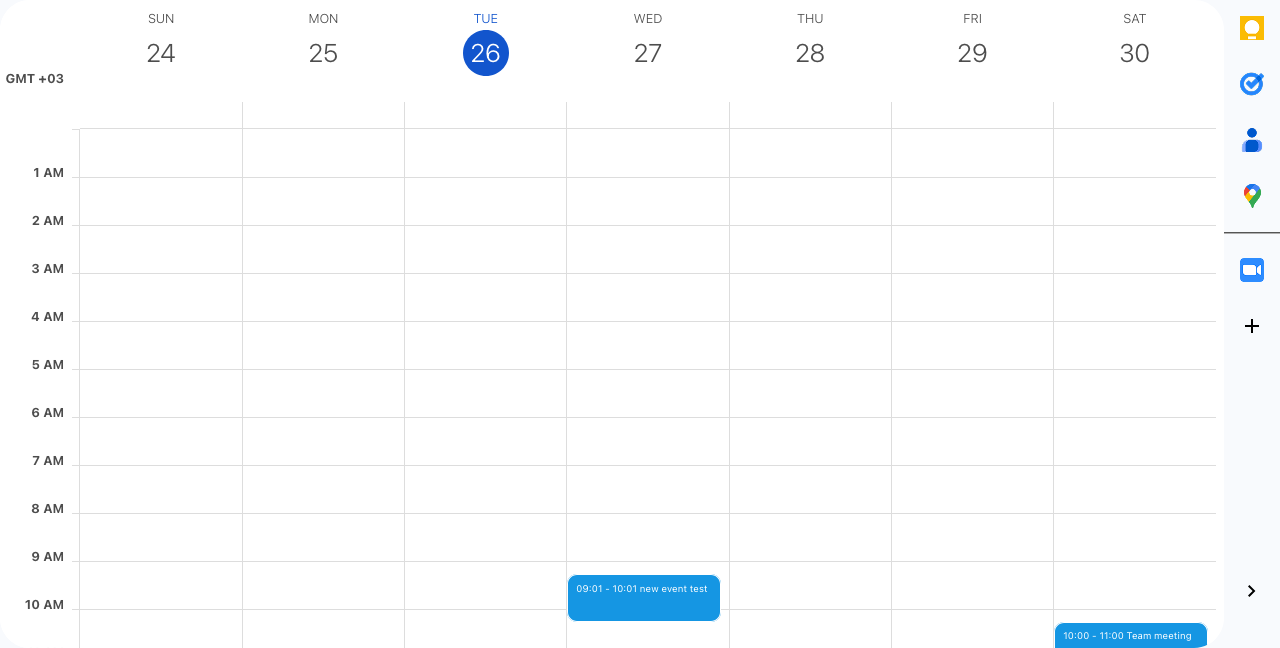 SUN MON TUE WED THU FRI SAT
24 25 26 27 28 29 30
GMT +03
1 AM
2 AM
3 AM
4 AM
5 AM
6 AM
7 AM
8 AM
9 AM
09:01 - 10:01 new event test
10 AM
10:00 - 11:00 Team meeting